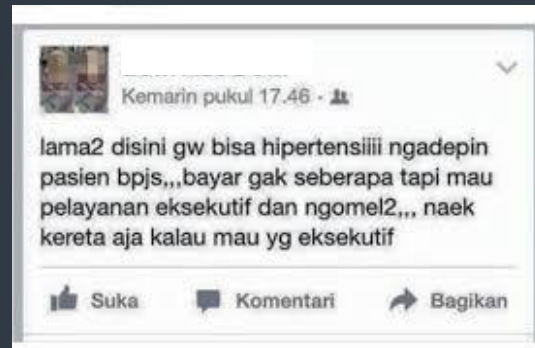 Kemarin pukul 17.46 ·
lama2 disini gw bisa hipertensiiii ngadepin
pasien bpjs,,,bayar gak seberapa tapi mau
pelayanan eksekutif dan ngomel2,,, naek
kereta aja kalau mau yg eksekutif
Suka Komentari Bagikan